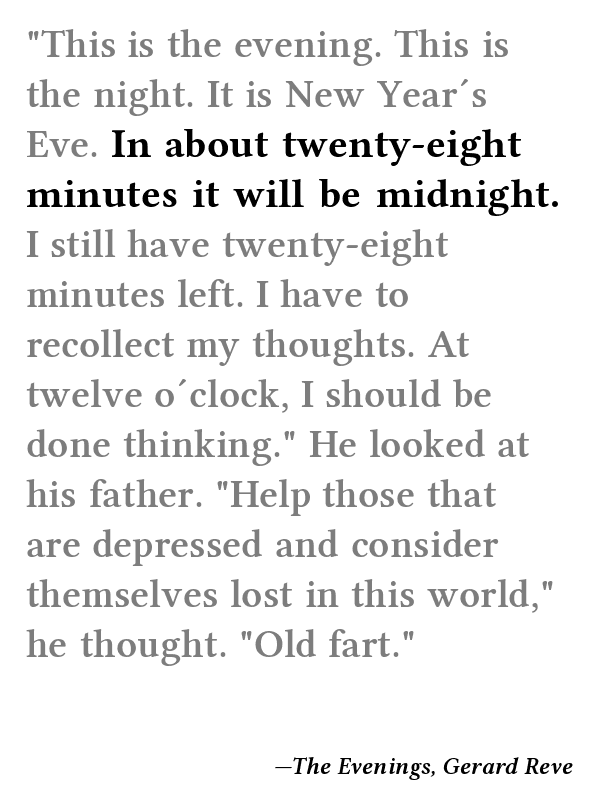 "This is the evening. This is
the night. It is New Year´s
Eve. In about twenty-eight
minutes it will be midnight.
I still have twenty-eight
minutes left. I have to
recollect my thoughts. At
twelve o´clock, I should be
done thinking." He looked at
his father. "Help those that
are depressed and consider
themselves lost in this world,"
he thought. "Old fart."
—The Evenings, Gerard Reve